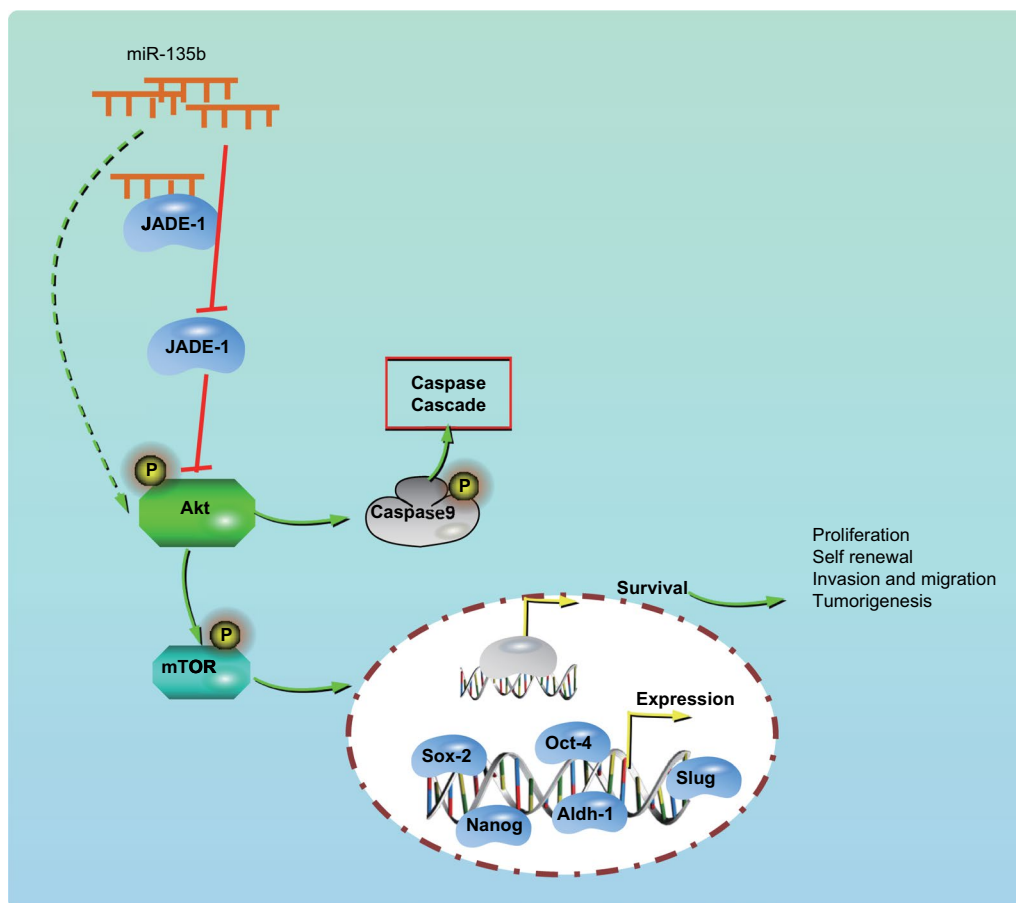 miR-135b
JADE-1
JADE-1
Caspase
Cascade
P
Akt
P
Caspase9
Proliferation
Self renewal
Invasion and migration
Tumorigenesis
Survival
P
mTOR
Expression
Sox-2
Oct-4
Slug
Nanog
Aldh-1